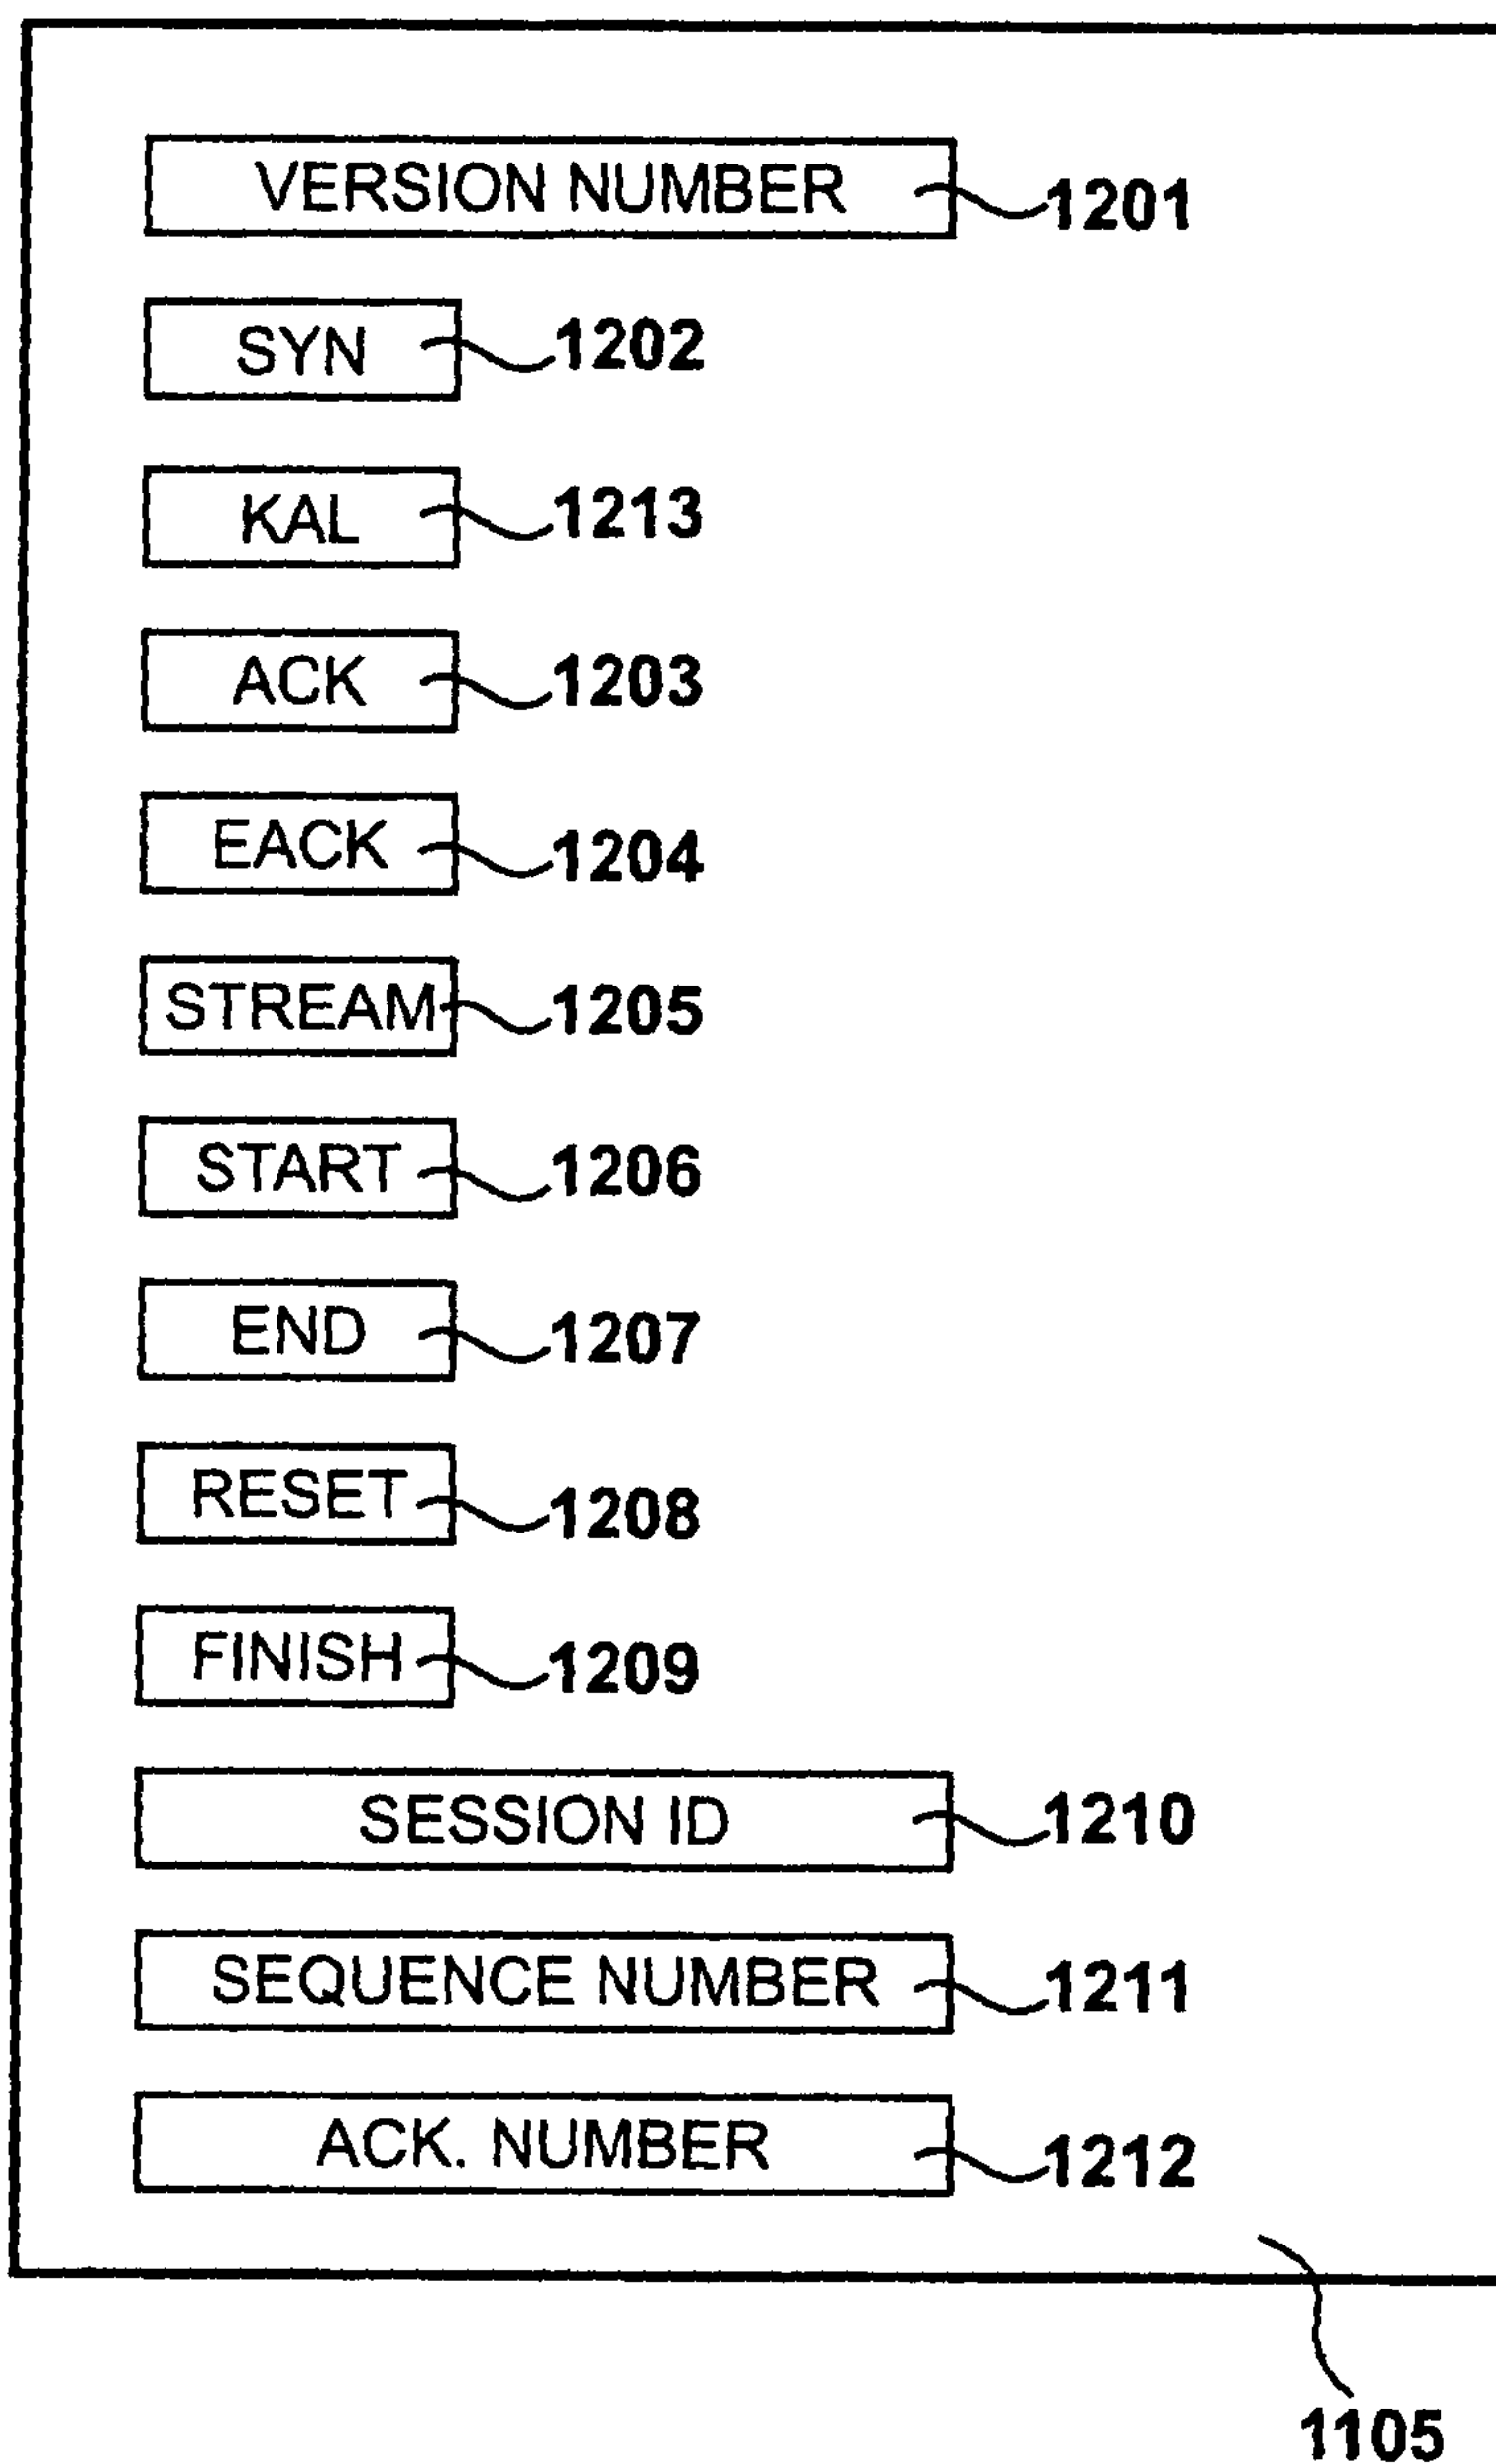 VERSION NUMBER 1201
SYN 1202
KAL 1213
ACK 1203
EACK 1204
STREAM 1205
START 1206
END 1207
RESET 1208
FINISH 1209
SESSION ID 1210
SEQUENCE NUMBER 1211
ACK. NUMBER 1212
1105